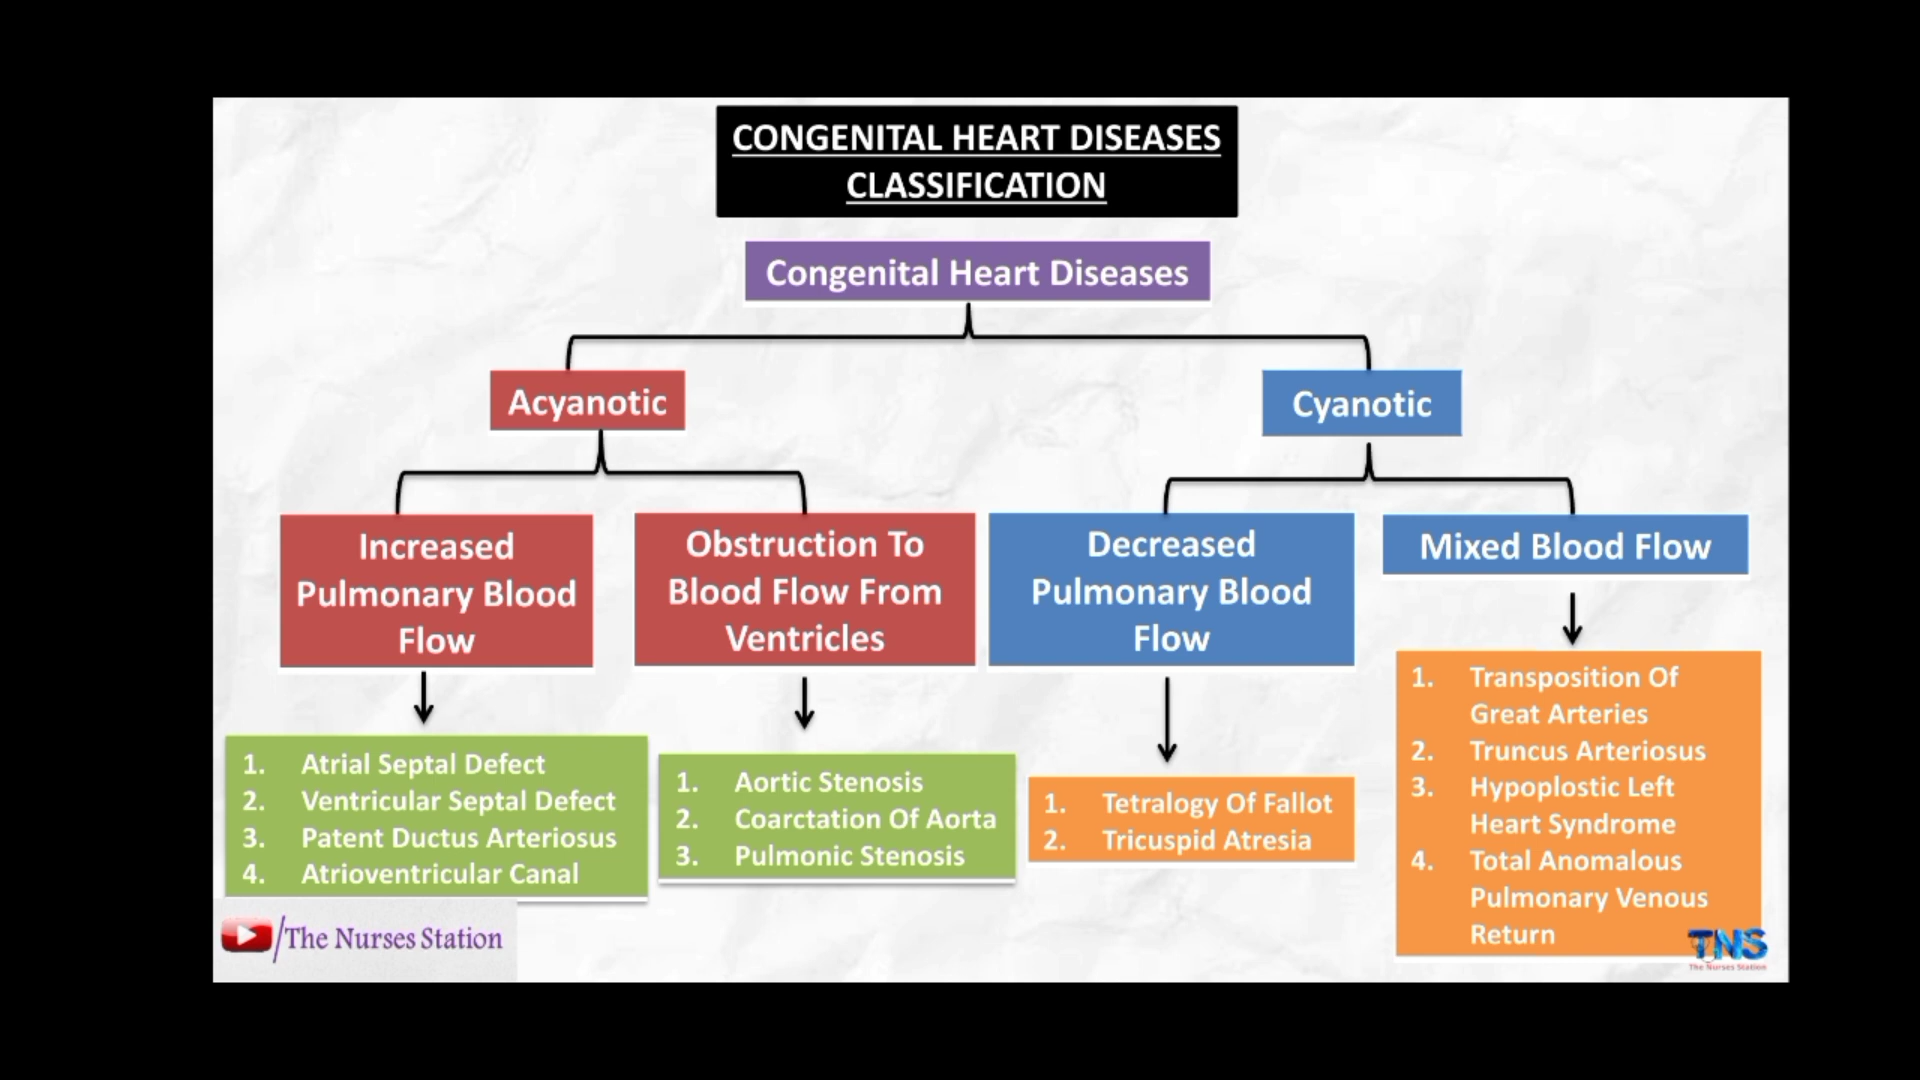 CONGENITAL HEART DISEASES
CLASSIFICATION
Congenital Heart Diseases
Acyanotic
Cyanotic
Increased
Pulmonary Blood
Flow
Obstruction To
Blood Flow From
Ventricles
Decreased
Pulmonary Blood
Flow
Mixed Blood Flow
1. Atrial Septal Defect
2. Ventricular Septal Defect
3. Patent Ductus Arteriosus
4. Atrioventricular Canal
1. Aortic Stenosis
2. Coarctation Of Aorta
3. Pulmonic Stenosis
1. Tetralogy Of Fallot
2. Tricuspid Atresia
1. Transposition Of
Great Arteries
2. Truncus Arteriosus
3. Hypoplostic Left
Heart Syndrome
4. Total Anomalous
Pulmonary Venous
Return
/The Nurses Station
TNS
The Nurses Station